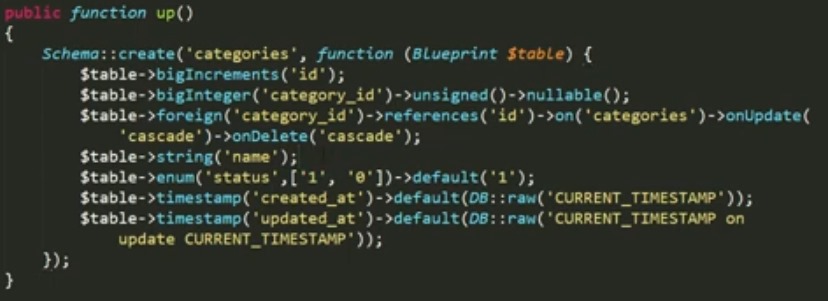 public function up()
{
    Schema::create('categories', function (Blueprint $table) {
        $table->bigIncrements('id');
        $table->bigInteger('category_id')->unsigned()->nullable();
        $table->foreign('category_id')->references('id')->on('categories')->onUpdate(
            'cascade')->onDelete('cascade');
        $table->string('name');
        $table->enum('status',['1', '0'])->default('1');
        $table->timestamp('created_at')->default(DB::raw('CURRENT_TIMESTAMP'));
        $table->timestamp('updated_at')->default(DB::raw('CURRENT_TIMESTAMP on
            update CURRENT_TIMESTAMP'));
    });
}